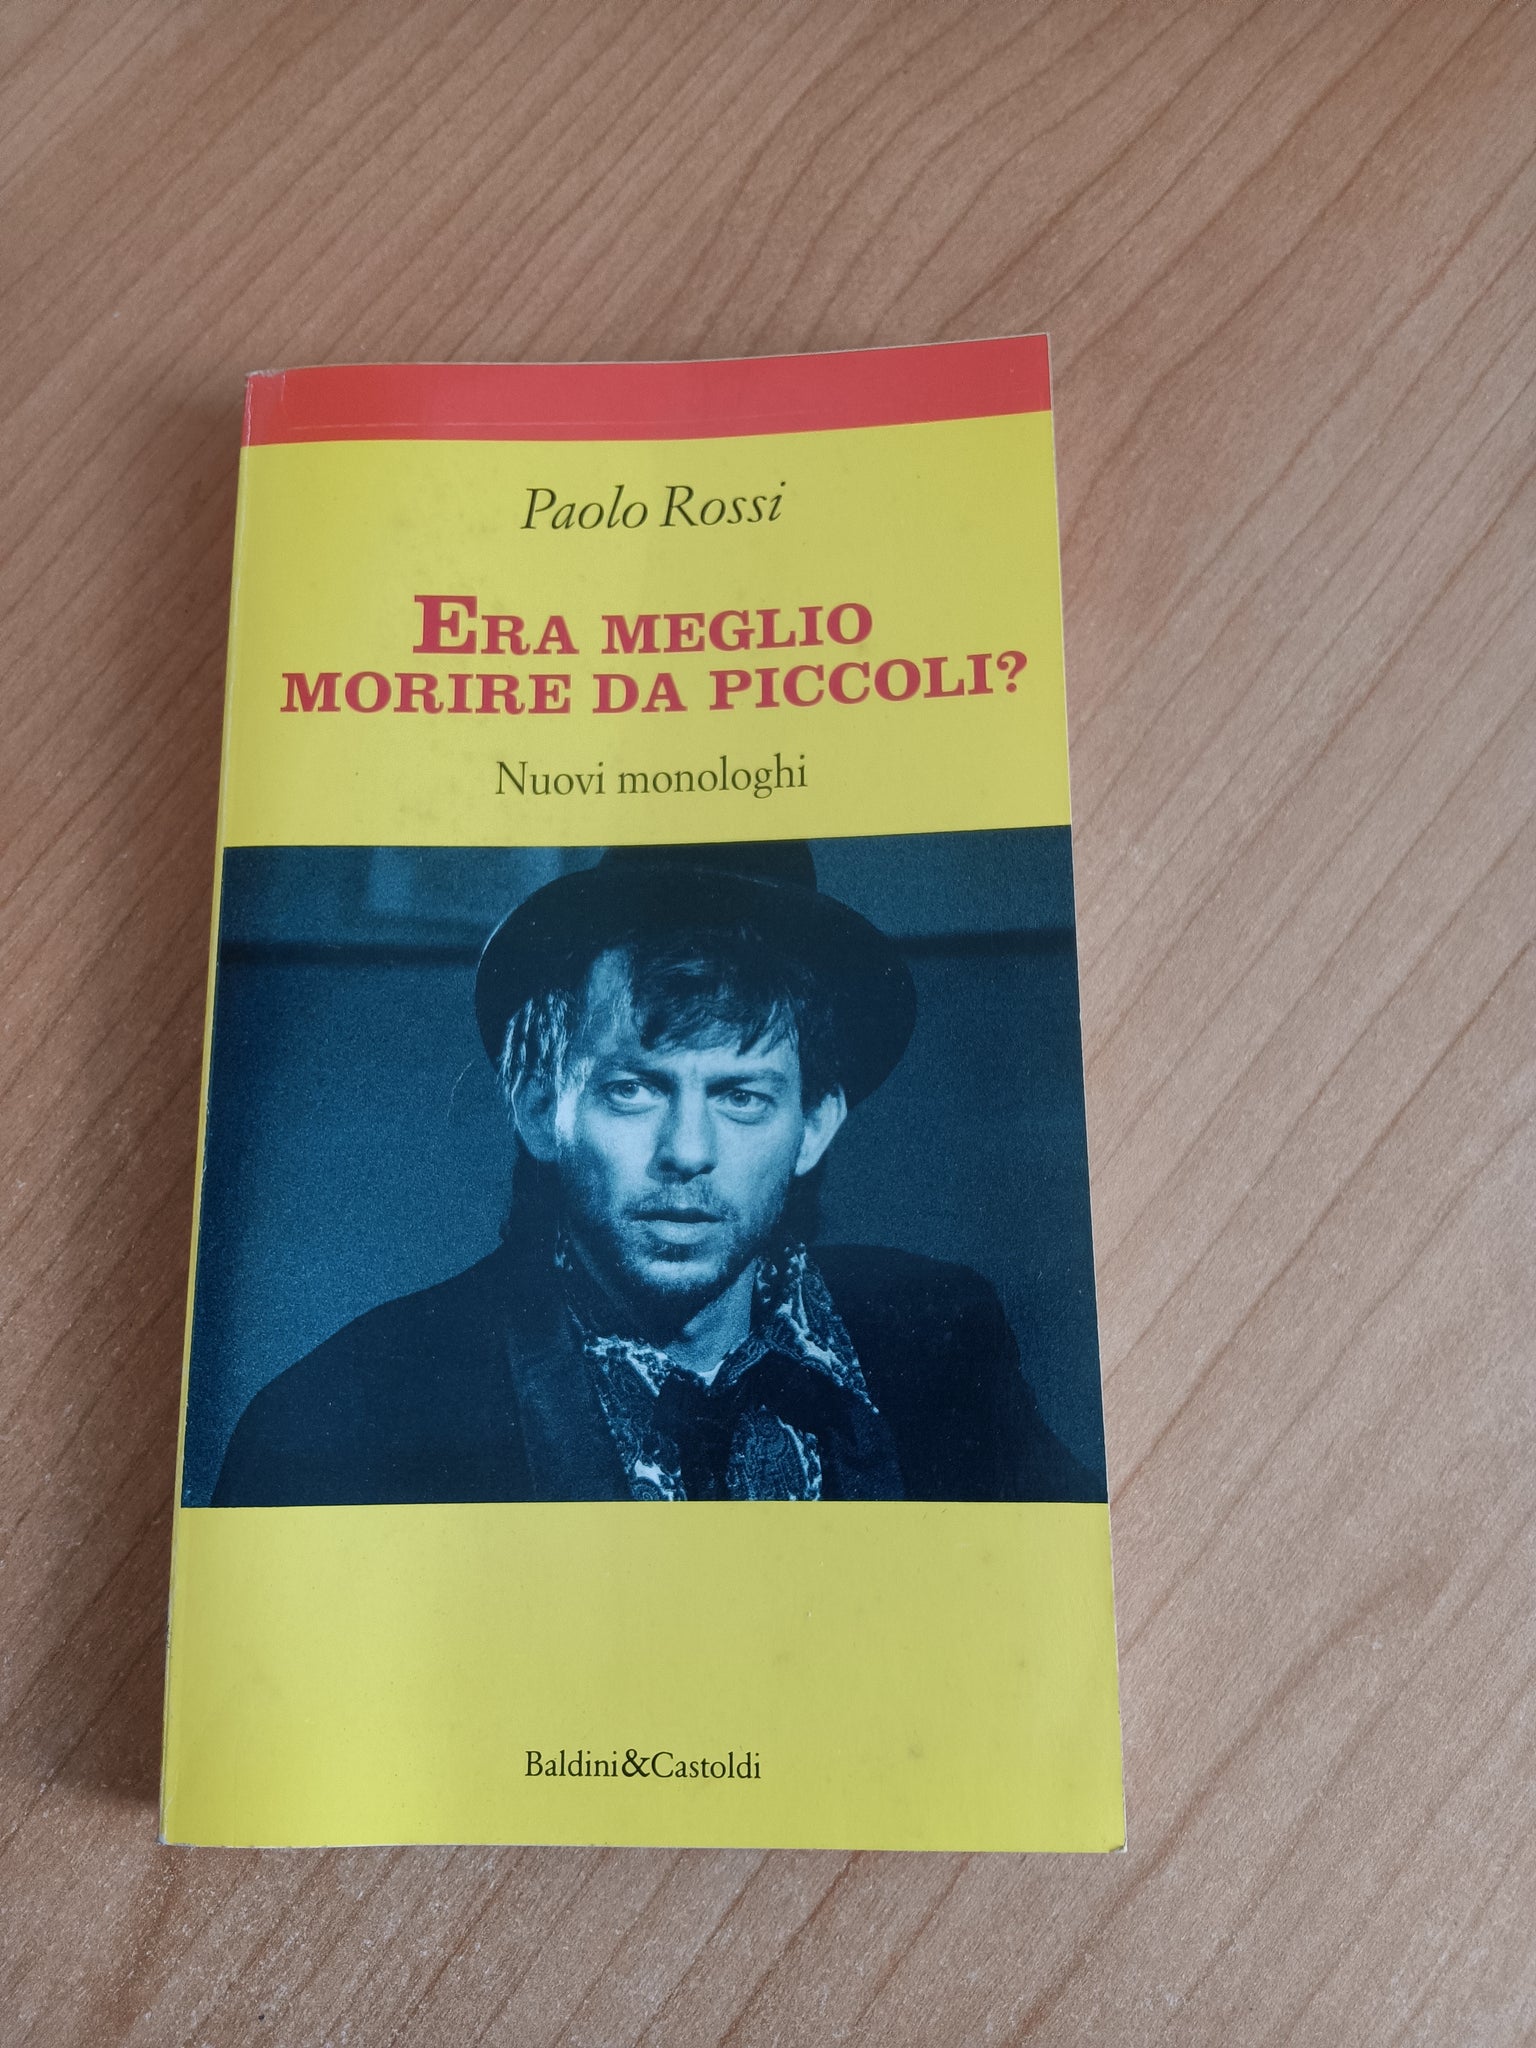 Paolo Rossi
ERA MEGLIO
MORIRE DA PICCOLI?
Nuovi monologhi
Baldini&Castoldi